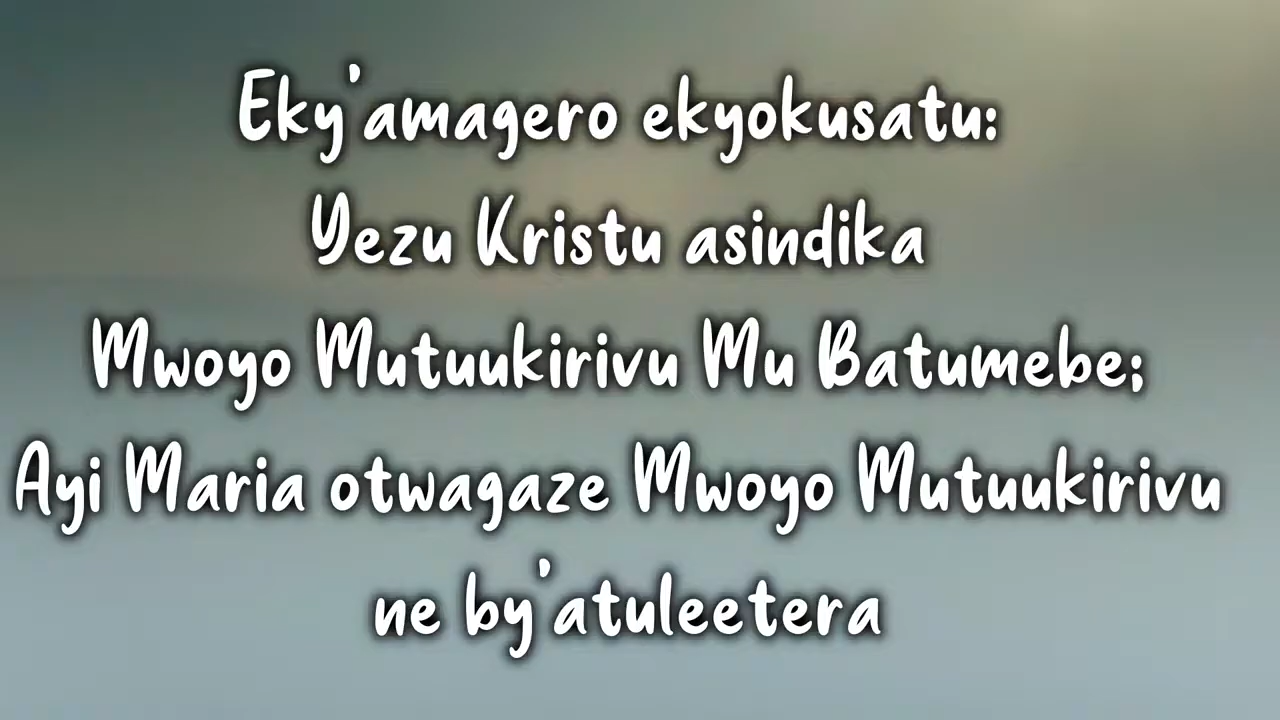 Eky'amagero ekyokusatu:
Yezu Kristu asindika
Mwoyo Mutuukirivu Mu Batumebe;
Ayi Maria otwagaze Mwoyo Mutuukirivu
ne by'atuleetera